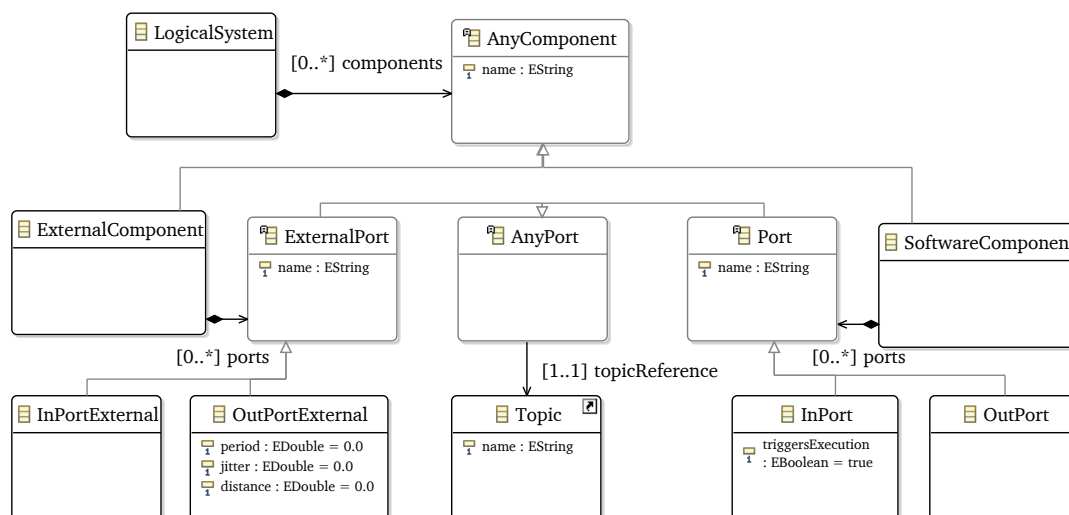 LogicalSystem
AnyComponent
[0..*] components
name : EString
ExternalComponent
ExternalPort
AnyPort
Port
SoftwareComponent
name : EString
name : EString
[0..*] ports
[0..*] ports
[1..1] topicReference
InPortExternal
OutPortExternal
Topic
InPort
OutPort
period : EDouble = 0.0
jitter : EDouble = 0.0
distance : EDouble = 0.0
name : EString
triggersExecution
: EBoolean = true